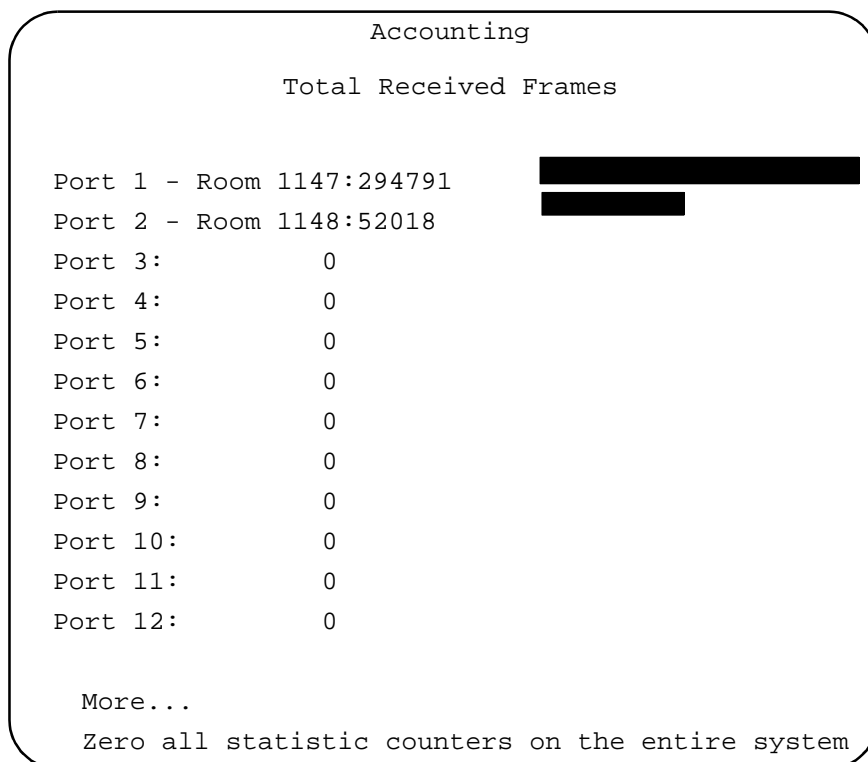 Accounting
Total Received Frames
Port 1 - Room 1147:294791
Port 2 - Room 1148:52018
Port 3: 0
Port 4: 0
Port 5: 0
Port 6: 0
Port 7: 0
Port 8: 0
Port 9: 0
Port 10: 0
Port 11: 0
Port 12: 0
More...
Zero all statistic counters on the entire system